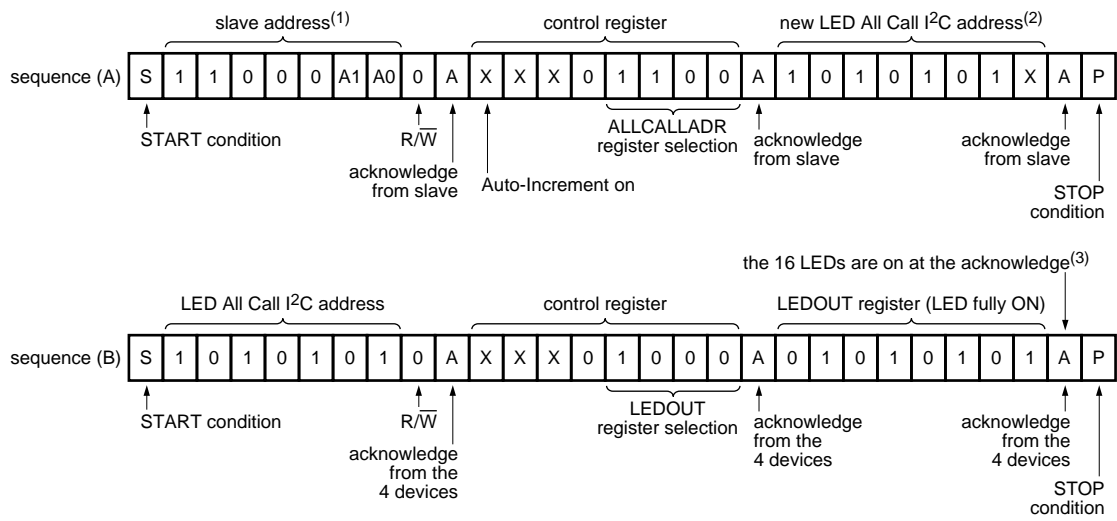 slave address(1) control register new LED All Call I2C address(2)
sequence (A) S 1 1 0 0 0 A1 A0 0 A X X X 0 1 1 0 0 A 1 0 1 0 1 0 1 X A P
START condition
R/W
acknowledge
from slave
Auto-Increment on
ALLCALLADR
register selection
acknowledge
from slave
acknowledge
from slave
STOP
condition
the 16 LEDs are on at the acknowledge(3)
LED All Call I2C address control register LEDOUT register (LED fully ON)
sequence (B) S 1 0 1 0 1 0 1 0 A X X X 0 1 0 0 0 A 0 1 0 1 0 1 0 1 A P
START condition
R/W
acknowledge
from the
4 devices
LEDOUT
register selection
acknowledge
from the
4 devices
acknowledge
from the
4 devices
STOP
condition